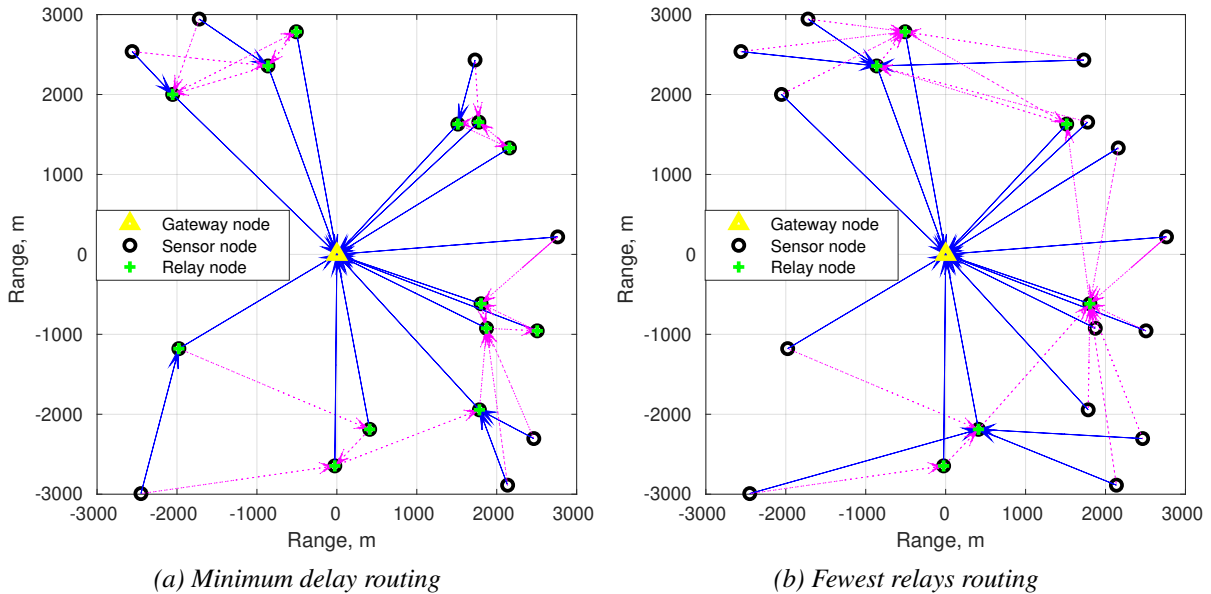 3000
2000
1000
0
-1000
-2000
-3000
Range, m
Gateway node
Sensor node
Relay node
-3000 -2000 -1000 0 1000 2000 3000
Range, m
(a) Minimum delay routing
3000
2000
1000
0
-1000
-2000
-3000
Range, m
Gateway node
Sensor node
Relay node
-3000 -2000 -1000 0 1000 2000 3000
Range, m
(b) Fewest relays routing